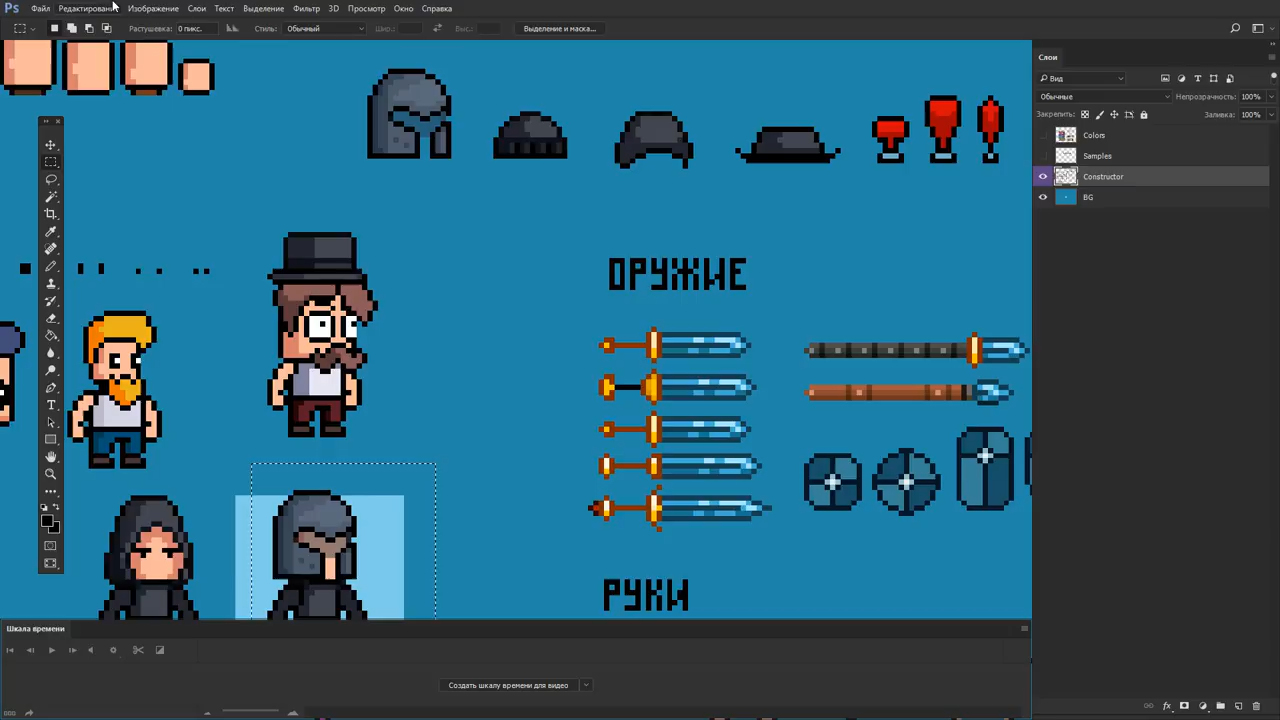 Ps Файл Редактирование Изображение Слои Текст Выделение Фильтр 3D Просмотр Окно Справка
Растушевка: 0 пикс. Стиль: Обычный Шир.: Выс.: Выделение и маска...
Слои
Вид
Обычные Непрозрачность: 100%
Закрепить: Заливка: 100%
Colors
Samples
Constructor
BG
ОРУЖИЕ
РУКИ
Шкала времени
Создать шкалу времени для видео